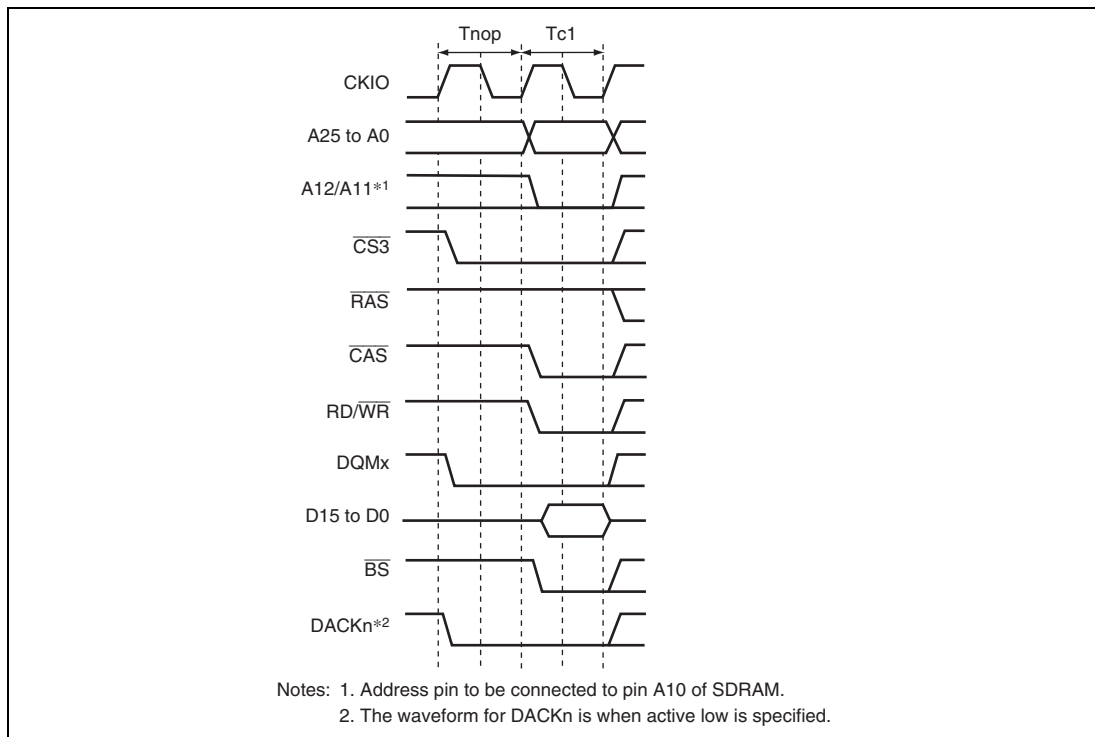 Tnop Tc1
CKIO
A25 to A0
A12/A11*1
CS3
RAS
CAS
RD/WR
DQMx
D15 to D0
BS
DACKn*2
Notes: 1. Address pin to be connected to pin A10 of SDRAM.
2. The waveform for DACKn is when active low is specified.